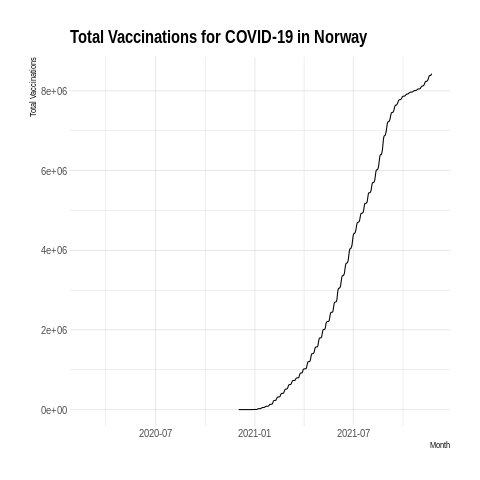 Total Vaccinations for COVID-19 in Norway
Total Vaccinations
8e+06
6e+06
4e+06
2e+06
0e+00
2020-07
2021-01
2021-07
Month